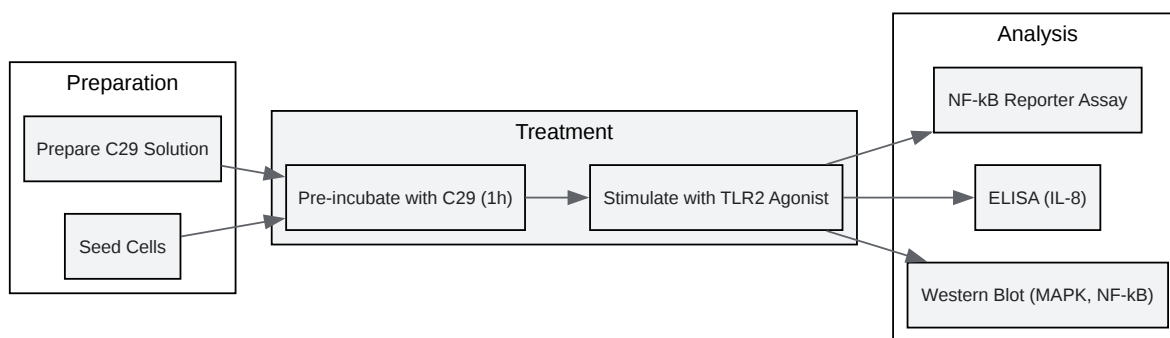 Preparation
Prepare C29 Solution
Seed Cells
Treatment
Pre-incubate with C29 (1h)
Stimulate with TLR2 Agonist
Analysis
NF-kB Reporter Assay
ELISA (IL-8)
Western Blot (MAPK, NF-kB)